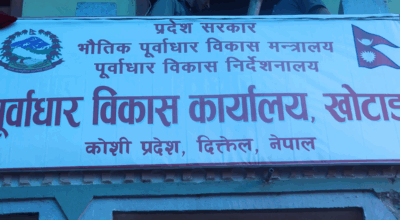 प्रदेश सरकार
भौतिक पूर्वाधार विकास मन्त्रालय
पूर्वाधार विकास निर्देशनालय
पूर्वाधार विकास कार्यालय, खोटाङ
कोशी प्रदेश, दिक्तेल, नेपाल